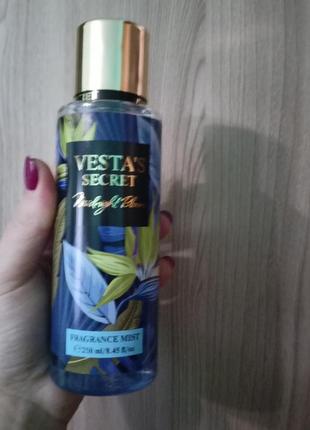 VESTA'S
SECRET
Midnight Bloom
FRAGRANCE MIST
e 250 ml/8.45 fl/oz